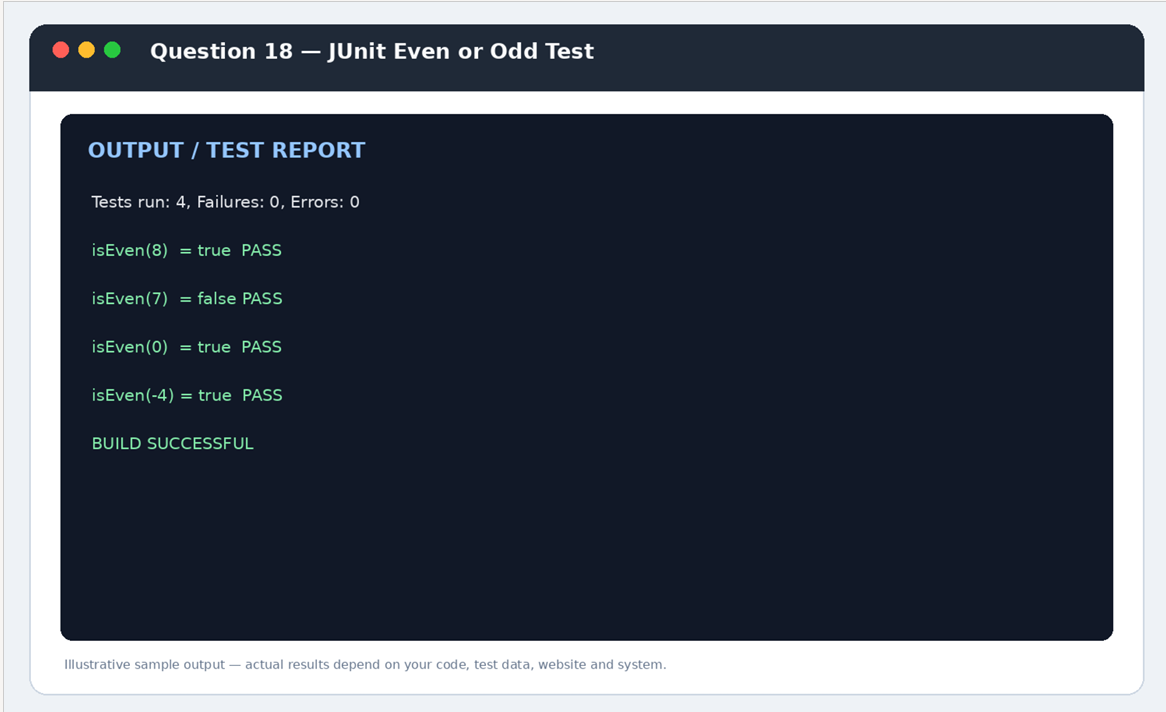 Question 18 — JUnit Even or Odd Test
OUTPUT / TEST REPORT
Tests run: 4, Failures: 0, Errors: 0
isEven(8)  = true  PASS
isEven(7)  = false PASS
isEven(0)  = true  PASS
isEven(-4) = true  PASS
BUILD SUCCESSFUL
Illustrative sample output — actual results depend on your code, test data, website and system.